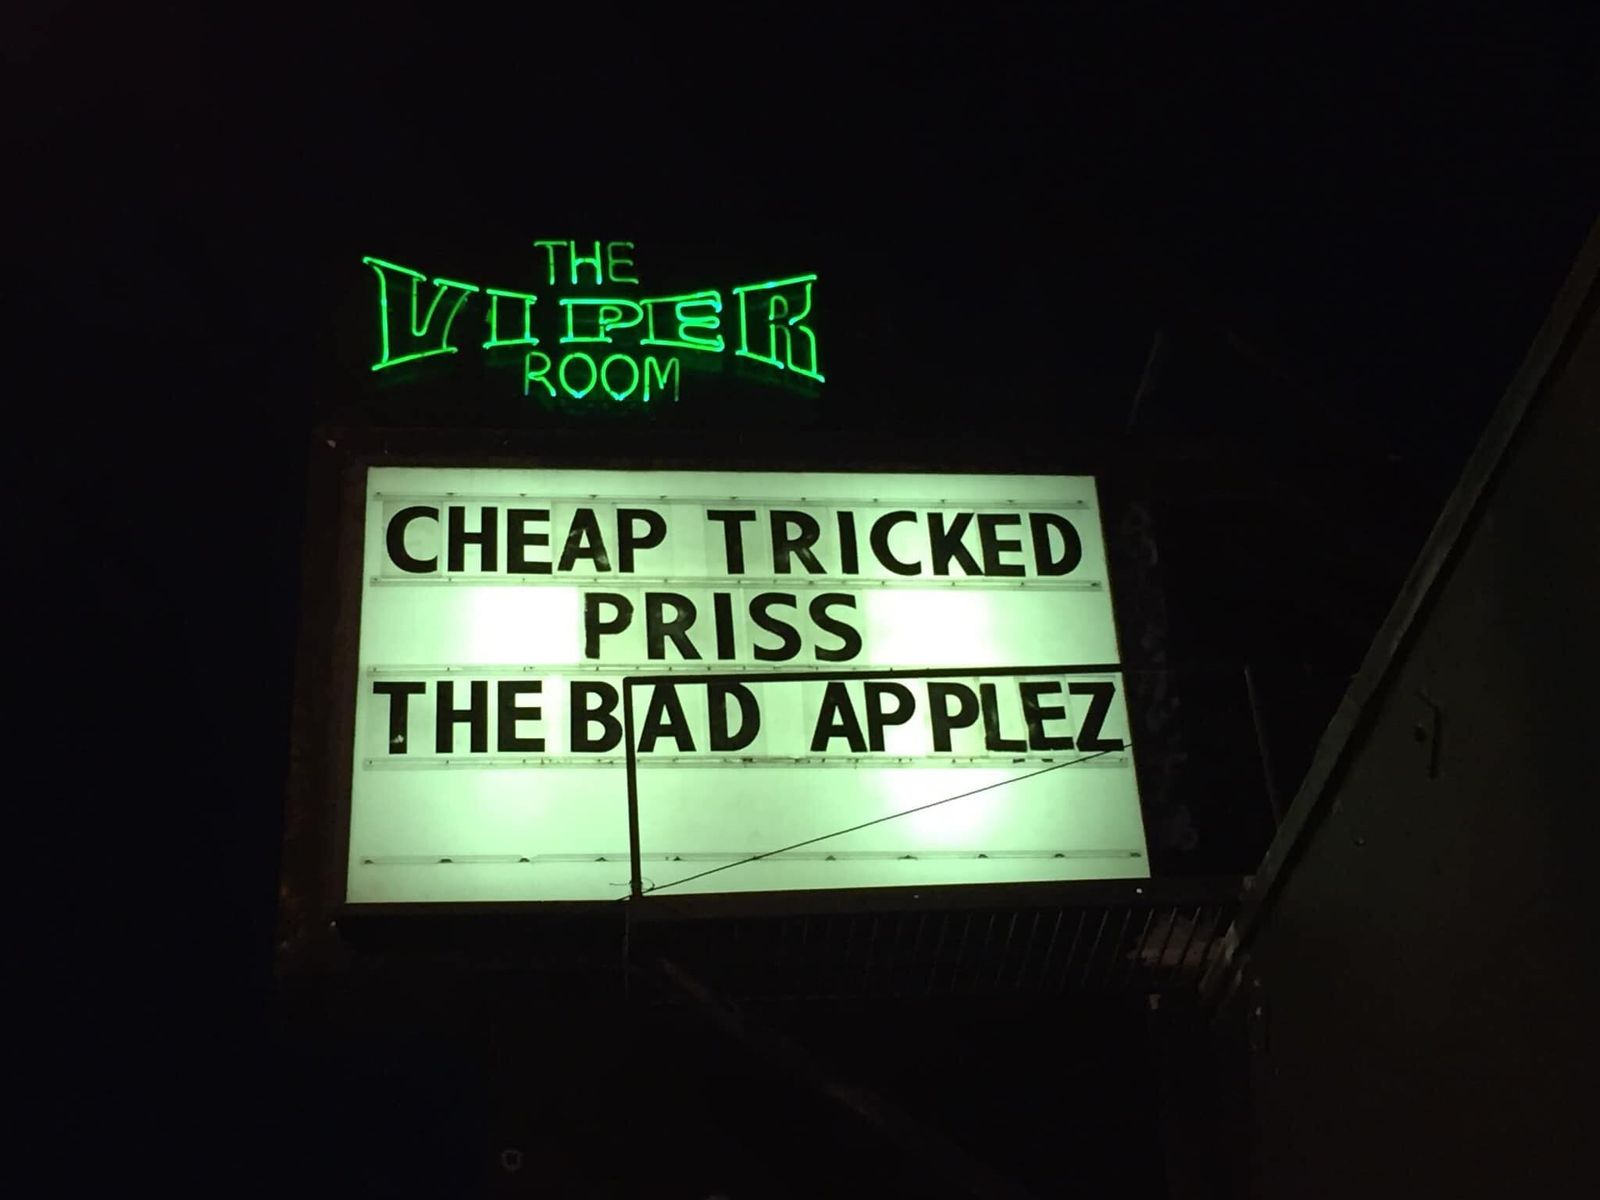 THE
VIPER
ROOM
CHEAP TRICKED
PRISS
THE BAD APPLEZ